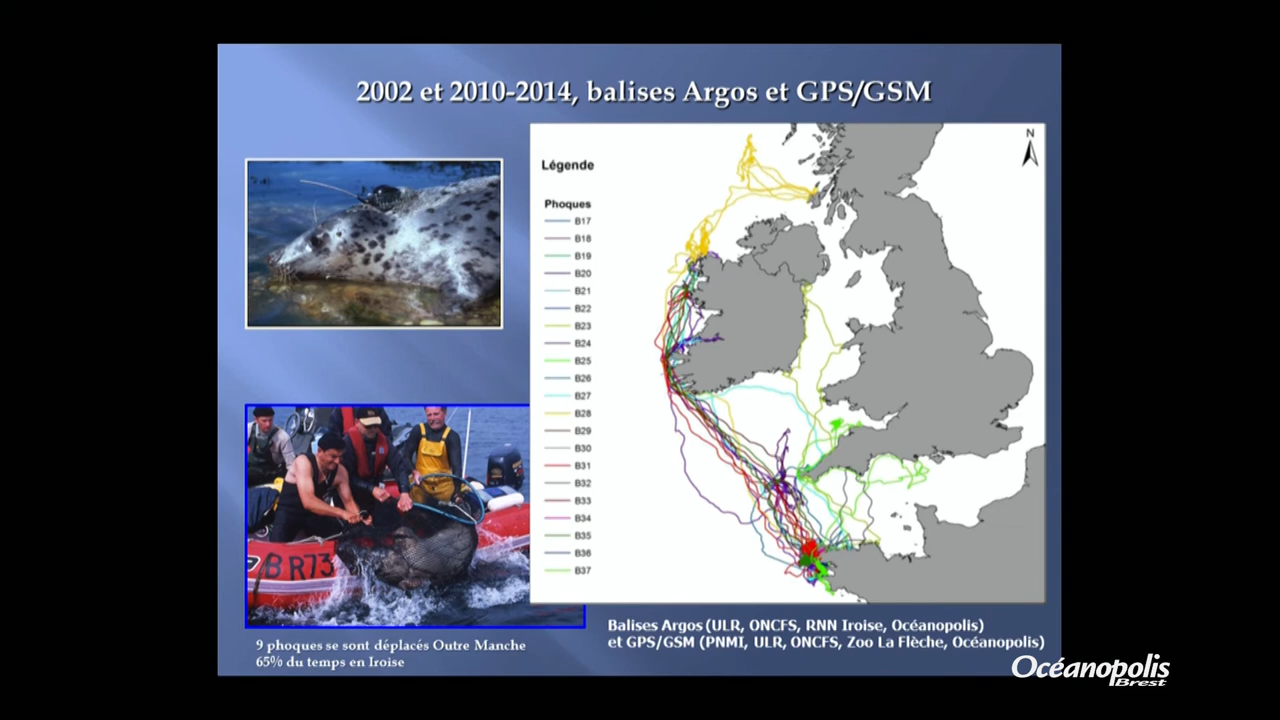 2002 et 2010-2014, balises Argos et GPS/GSM
N
Légende
Phoques
B17
B18
B19
B20
B21
B22
B23
B24
B25
B26
B27
B28
B29
B30
B31
B32
B33
B34
B35
B36
B37
B R73
9 phoques se sont déplacés Outre Manche
65% du temps en Iroise
Balises Argos (ULR, ONCFS, RNN Iroise, Océanopolis)
et GPS/GSM (PNMI, ULR, ONCFS, Zoo La Flèche, Océanopolis)
Océanopolis
Brest